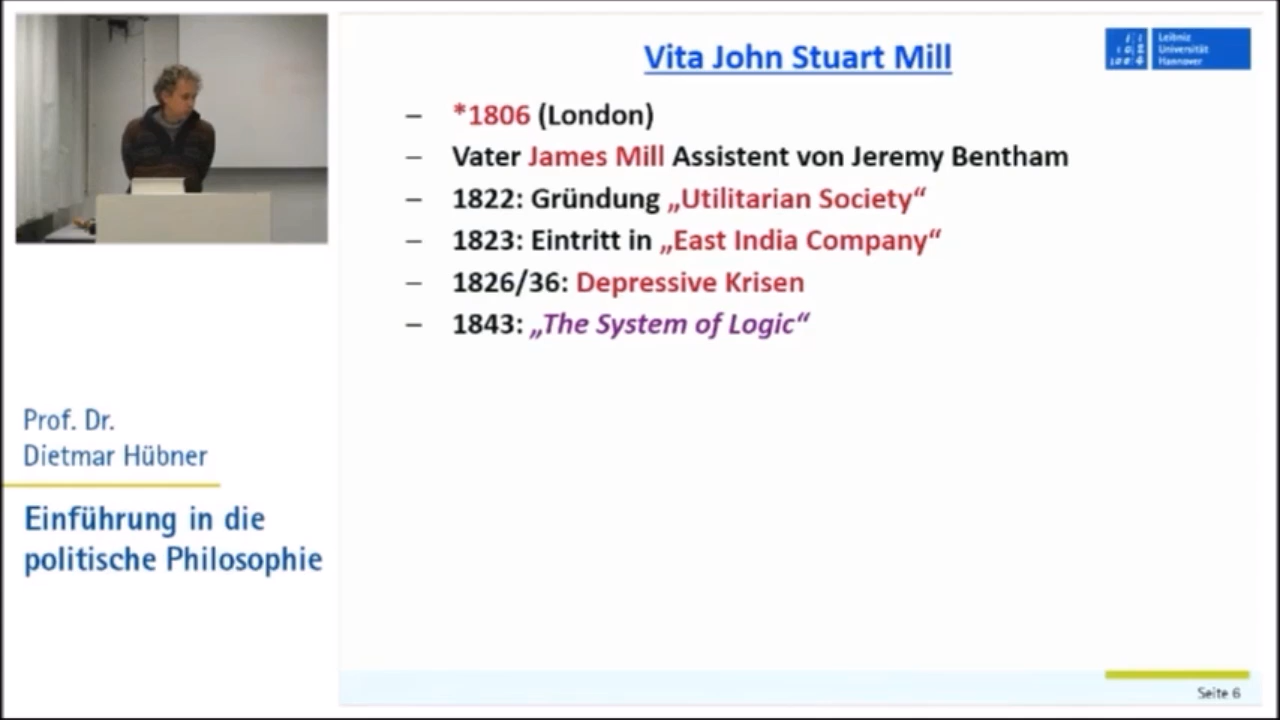 Vita John Stuart Mill
Leibniz
Universität
Hannover
– *1806 (London)
– Vater James Mill Assistent von Jeremy Bentham
– 1822: Gründung „Utilitarian Society“
– 1823: Eintritt in „East India Company“
– 1826/36: Depressive Krisen
– 1843: „The System of Logic“
Prof. Dr.
Dietmar Hübner
Einführung in die
politische Philosophie
Seite 6